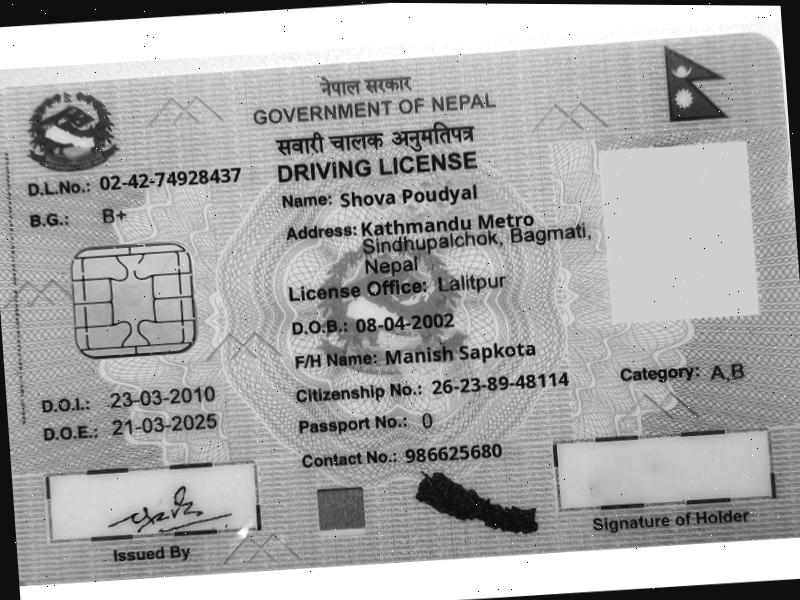 नेपाल सरकार
GOVERNMENT OF NEPAL
सवारी चालक अनुमतिपत्र
DRIVING LICENSE
D.L.No.: 02-42-74928437
B.G.: B+
Name: Shova Poudyal
Address: Kathmandu Metro
Sindhupalchok, Bagmati,
Nepal
License Office: Lalitpur
D.O.B.: 08-04-2002
F/H Name: Manish Sapkota
Citizenship No.: 26-23-89-48114
Category: A,B
D.O.I.: 23-03-2010
D.O.E.: 21-03-2025
Passport No.: 0
Contact No.: 986625680
Issued By
Signature of Holder